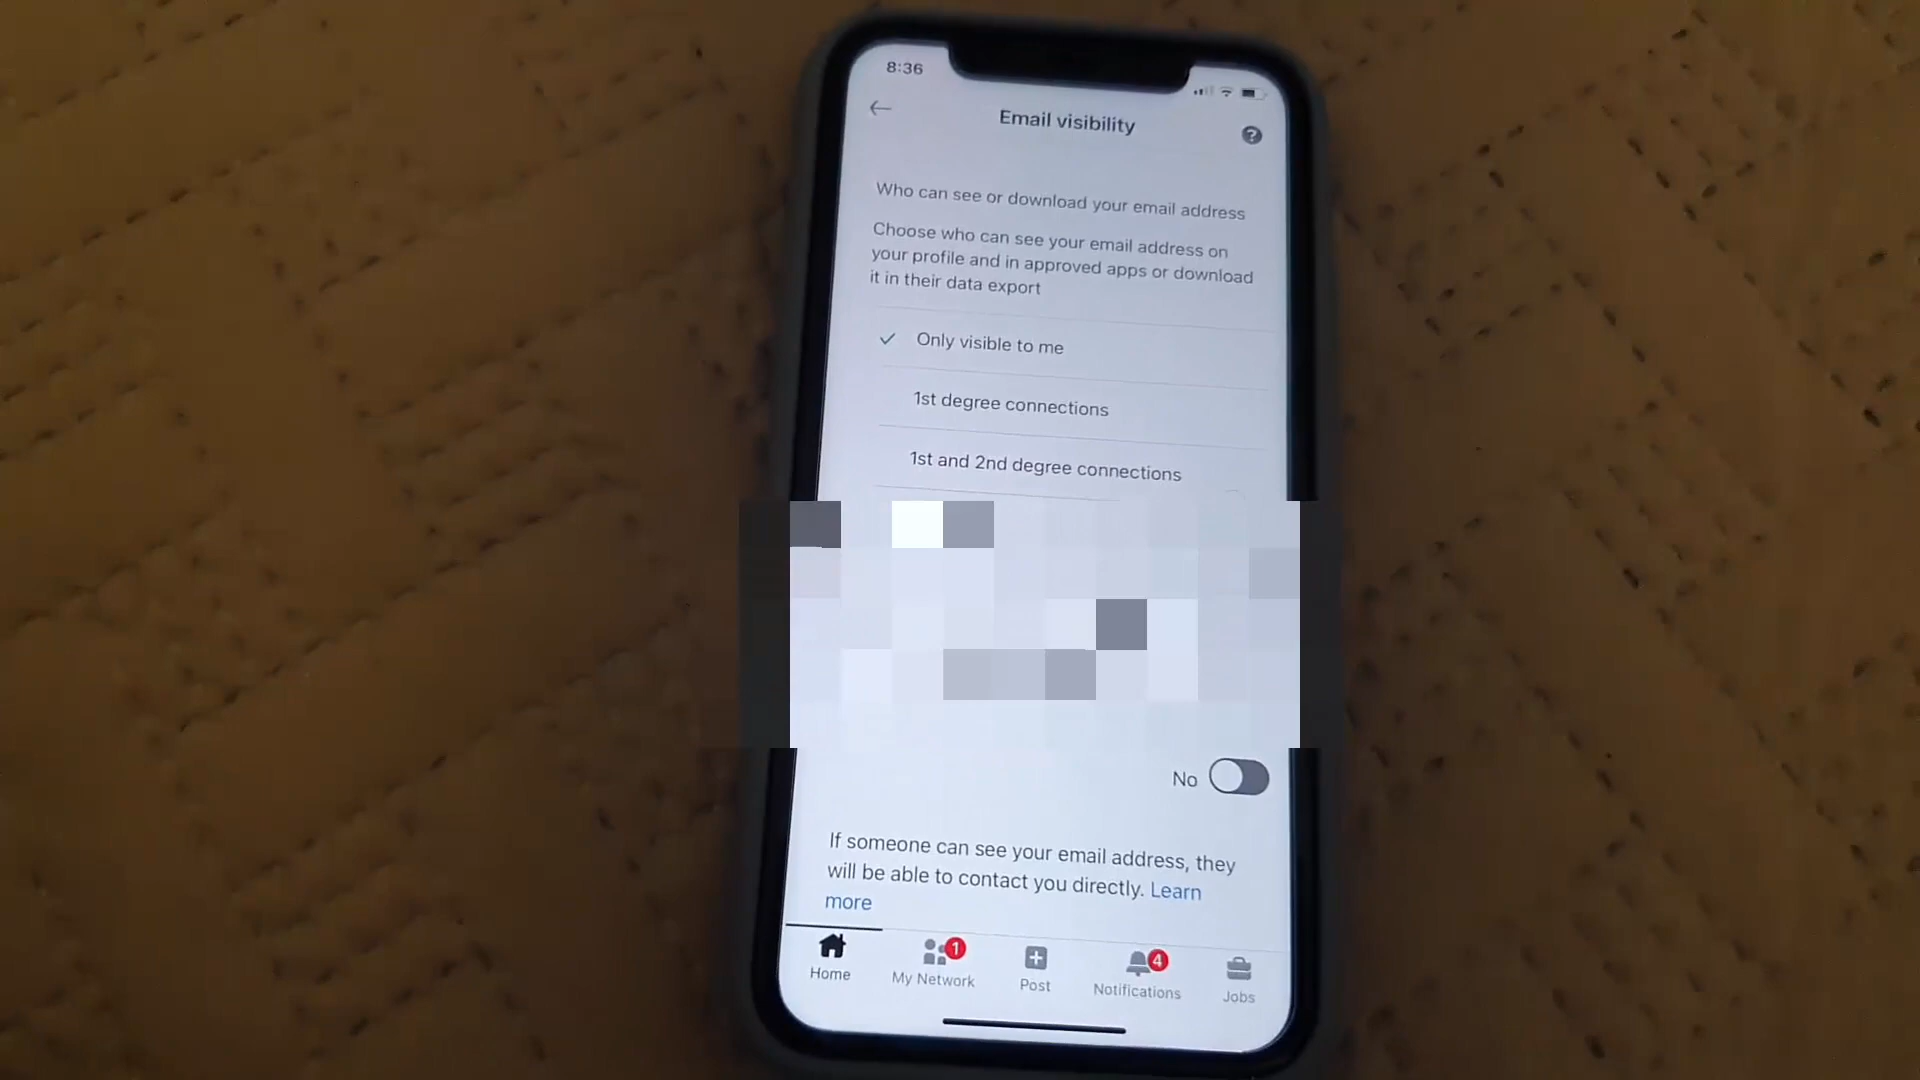 8:36
Email visibility
Who can see or download your email address
Choose who can see your email address on
your profile and in approved apps or download
it in their data export
Only visible to me
1st degree connections
1st and 2nd degree connections
No
If someone can see your email address, they
will be able to contact you directly. Learn
more
1
4
Home
My Network
Post
Notifications
Jobs